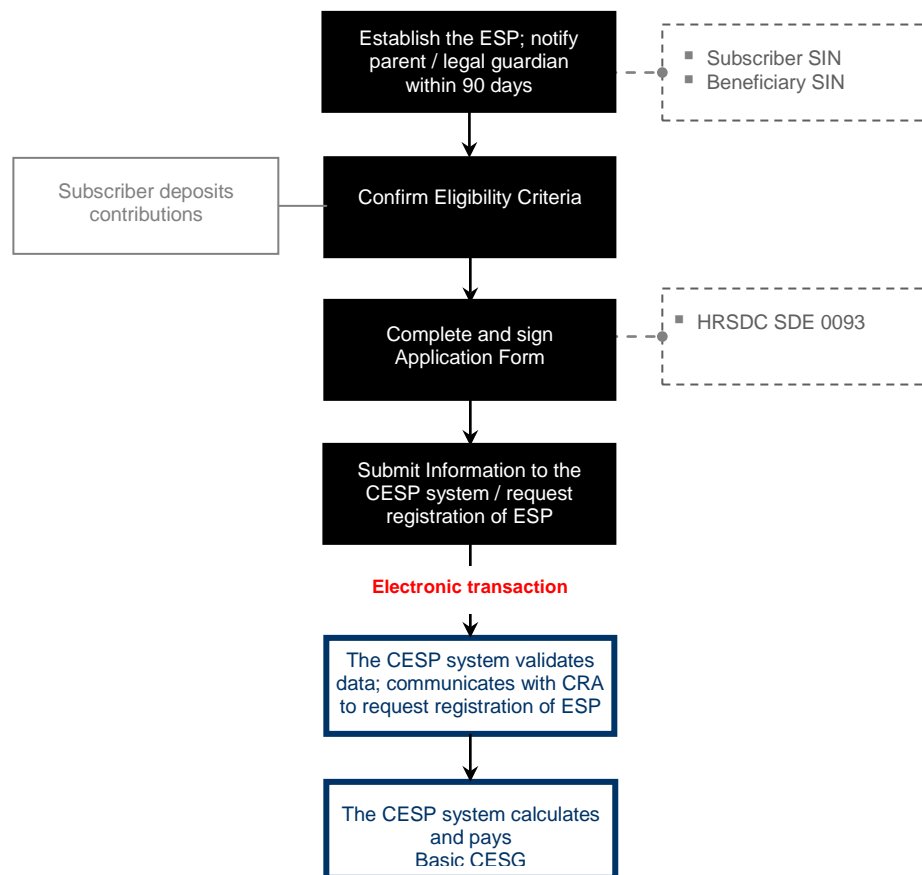 Establish the ESP; notify
parent / legal guardian
within 90 days
▪ Subscriber SIN
▪ Beneficiary SIN
Subscriber deposits
contributions
Confirm Eligibility Criteria
Complete and sign
Application Form
▪ HRSDC SDE 0093
Submit Information to the
CESP system / request
registration of ESP
Electronic transaction
The CESP system validates
data; communicates with CRA
to request registration of ESP
The CESP system calculates
and pays
Basic CESG